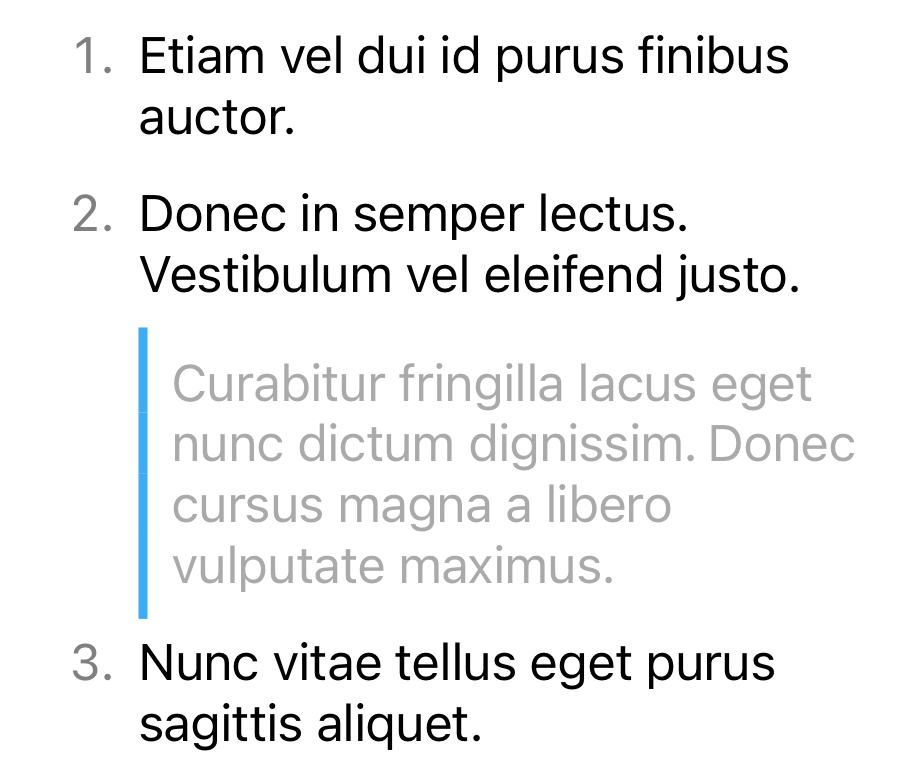 1. Etiam vel dui id purus finibus
auctor.
2. Donec in semper lectus.
Vestibulum vel eleifend justo.
Curabitur fringilla lacus eget
nunc dictum dignissim. Donec
cursus magna a libero
vulputate maximus.
3. Nunc vitae tellus eget purus
sagittis aliquet.